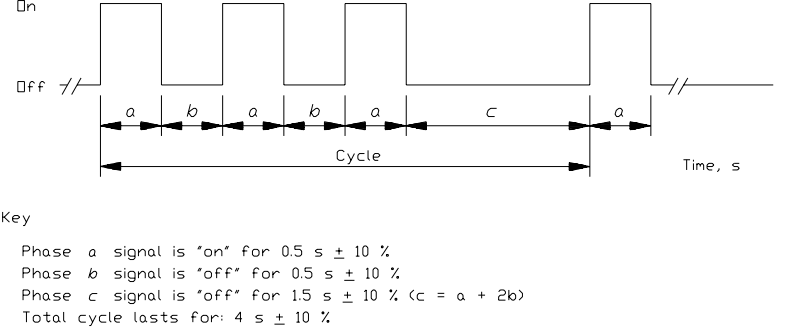 On
Off
a b a b a c a
Cycle
Time, s
Key
Phase a signal is "on" for 0.5 s ± 10 %
Phase b signal is "off" for 0.5 s ± 10 %
Phase c signal is "off" for 1.5 s ± 10 % (c = a + 2b)
Total cycle lasts for: 4 s ± 10 %